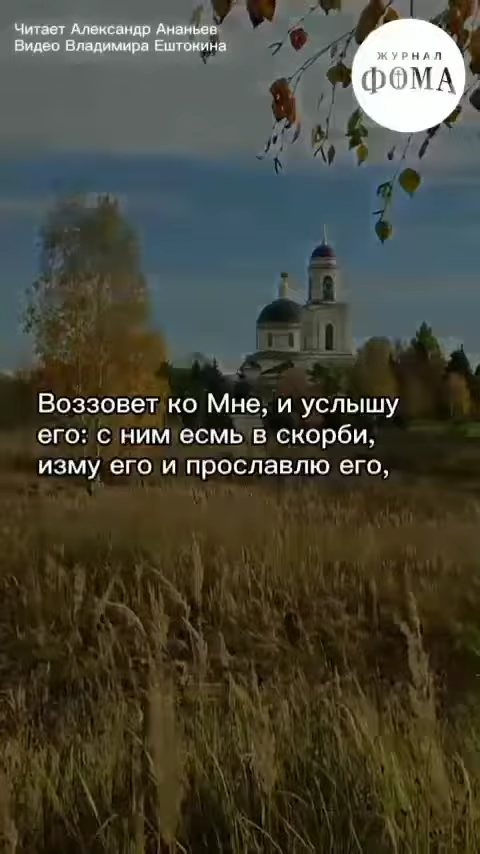 Читает Александр Ананьев
Видео Владимира Ештокина
ЖУРНАЛ
ФОМА
Воззовет ко Мне, и услышу
его: с ним есмь в скорби,
изму его и прославлю его,